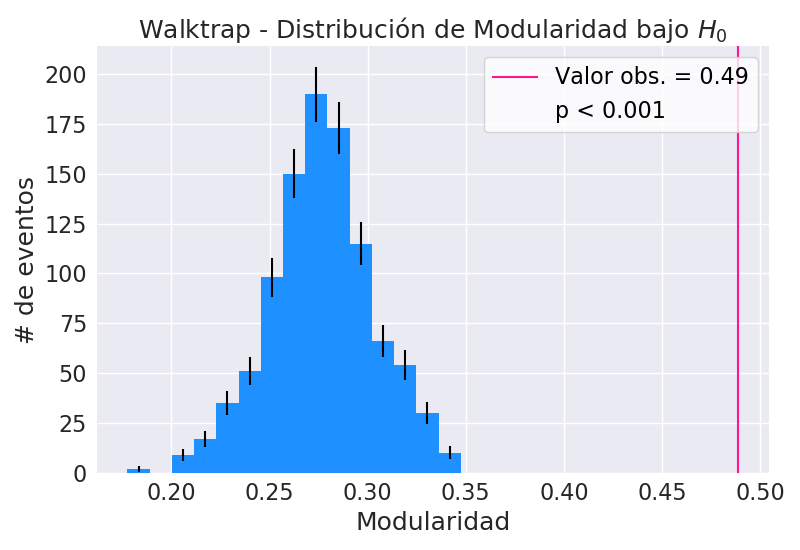 Walktrap - Distribución de Modularidad bajo $H_0$
Valor obs. = 0.49
p < 0.001
# de eventos
200
175
150
125
100
75
50
25
0
0.20 0.25 0.30 0.35 0.40 0.45 0.50
Modularidad